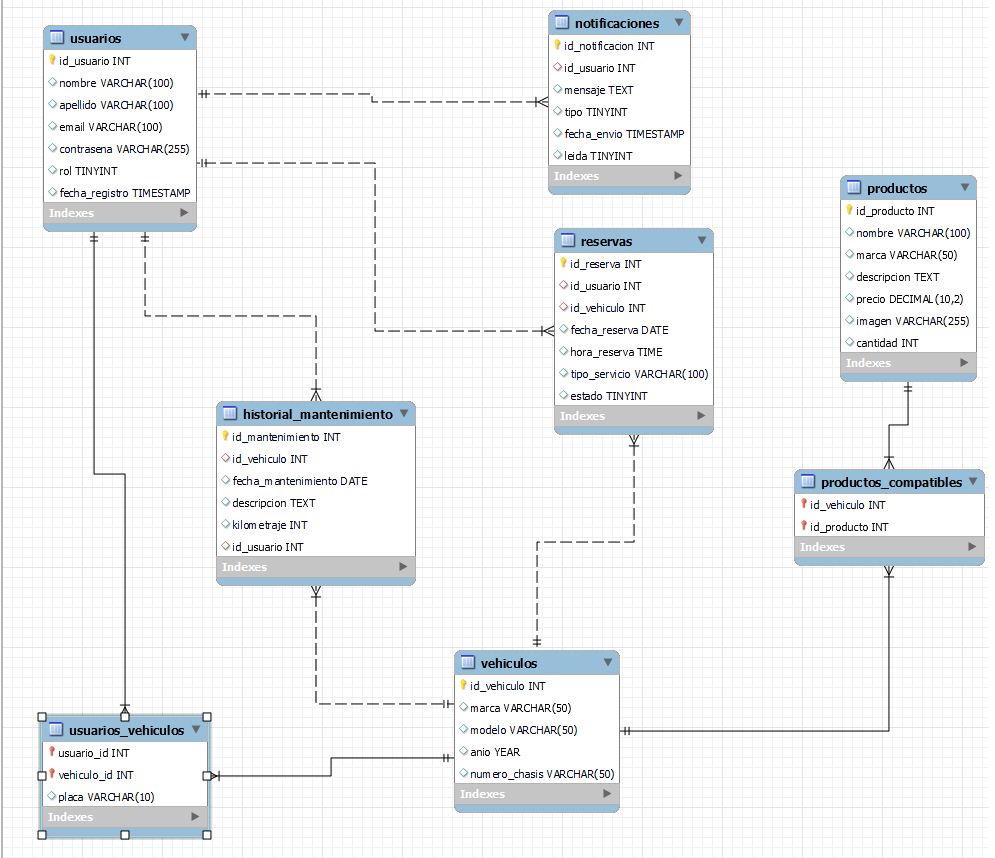 usuarios
id_usuario INT
nombre VARCHAR(100)
apellido VARCHAR(100)
email VARCHAR(100)
contrasena VARCHAR(255)
rol TINYINT
fecha_registro TIMESTAMP
Indexes
notificaciones
id_notificacion INT
id_usuario INT
mensaje TEXT
tipo TINYINT
fecha_envio TIMESTAMP
leida TINYINT
Indexes
productos
id_producto INT
nombre VARCHAR(100)
marca VARCHAR(50)
descripcion TEXT
precio DECIMAL(10,2)
imagen VARCHAR(255)
cantidad INT
Indexes
reservas
id_reserva INT
id_usuario INT
id_vehiculo INT
fecha_reserva DATE
hora_reserva TIME
tipo_servicio VARCHAR(100)
estado TINYINT
Indexes
historial_mantenimiento
id_mantenimiento INT
id_vehiculo INT
fecha_mantenimiento DATE
descripcion TEXT
kilometraje INT
id_usuario INT
Indexes
productos_compatibles
id_vehiculo INT
id_producto INT
Indexes
vehiculos
id_vehiculo INT
marca VARCHAR(50)
modelo VARCHAR(50)
anio YEAR
numero_chasis VARCHAR(50)
Indexes
usuarios_vehiculos
usuario_id INT
vehiculo_id INT
placa VARCHAR(10)
Indexes